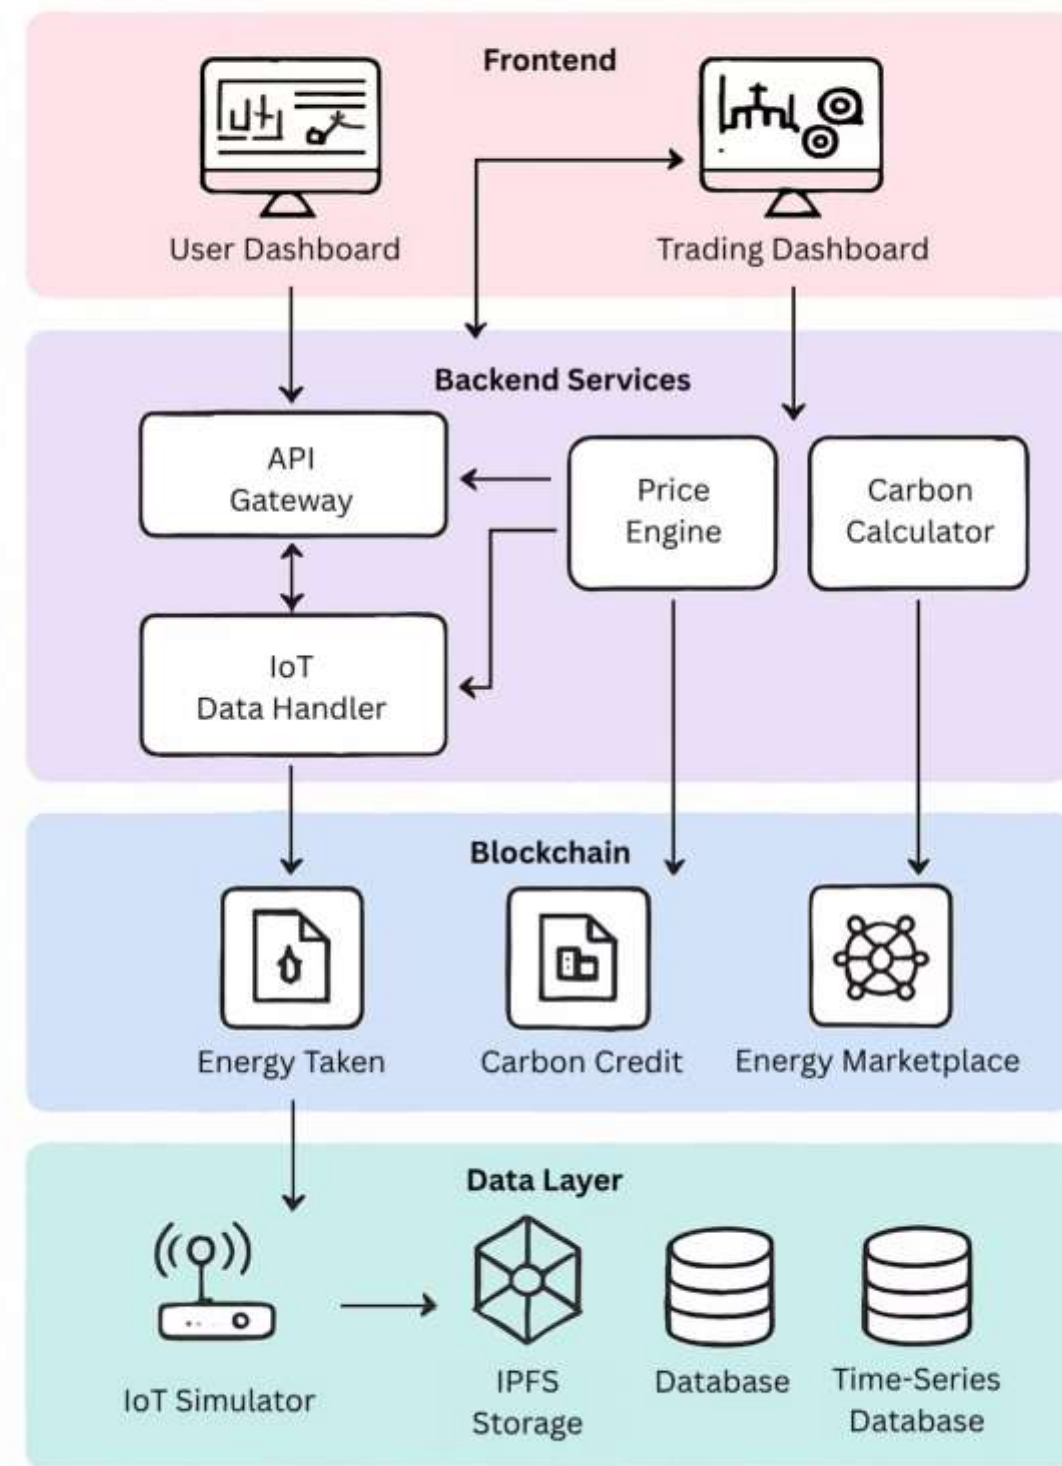 Frontend
User Dashboard
Trading Dashboard
Backend Services
API
Gateway
Price
Engine
Carbon
Calculator
IoT
Data Handler
Blockchain
Energy Taken
Carbon Credit
Energy Marketplace
Data Layer
IoT Simulator
IPFS
Storage
Database
Time-Series
Database